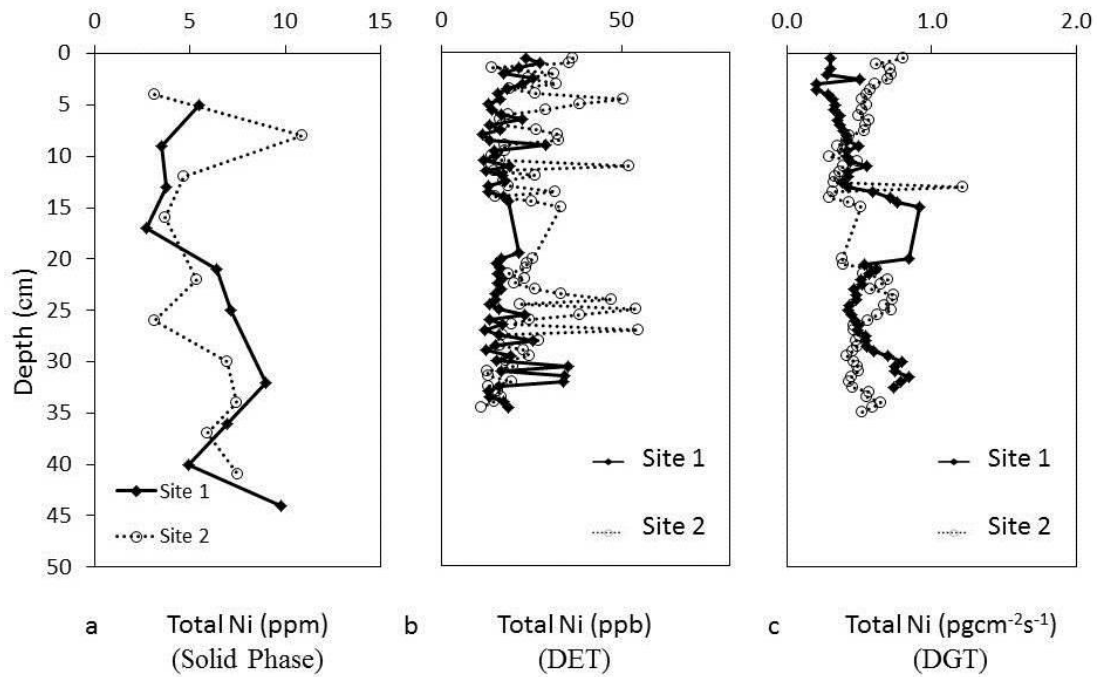 0 5 10 15
0 50
0.0 1.0 2.0
0
5
10
15
20
25
30
35
40
45
50
Depth (cm)
Site 1
Site 2
Site 1
Site 2
Site 1
Site 2
a Total Ni (ppm)
(Solid Phase)
b Total Ni (ppb)
(DET)
c Total Ni (pgcm⁻²s⁻¹)
(DGT)